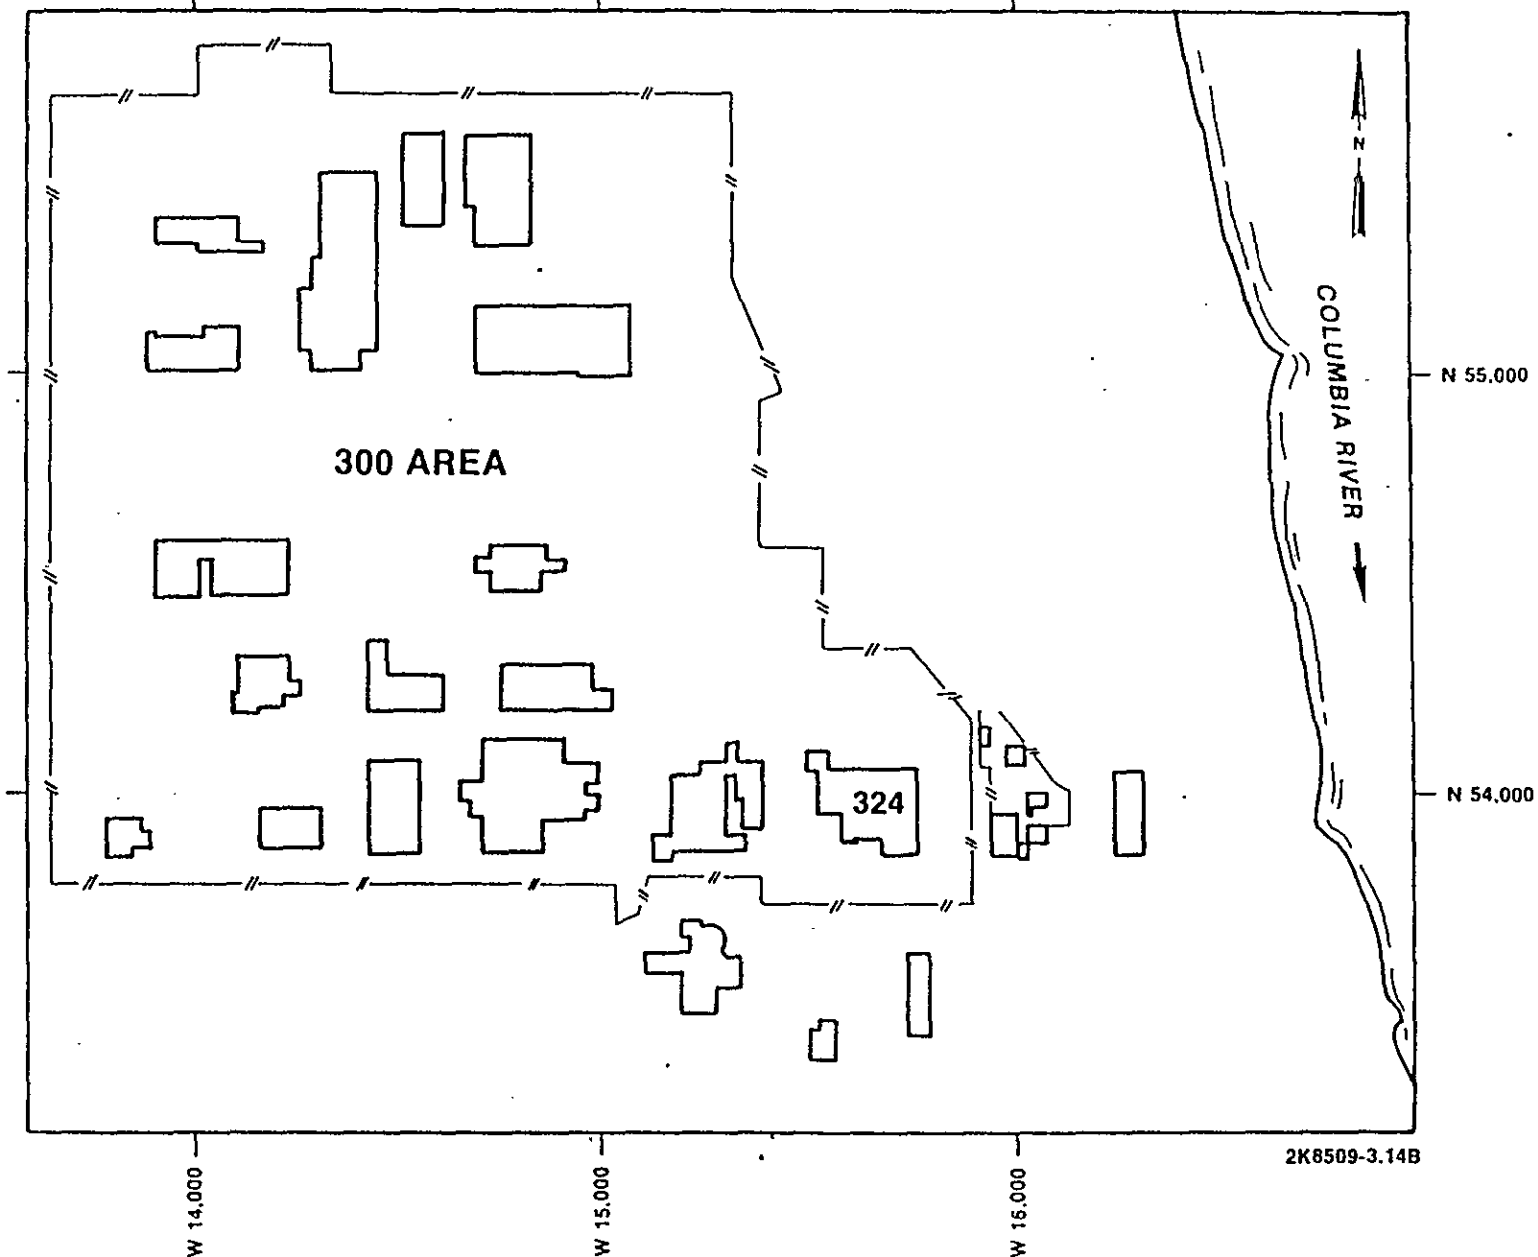 N
COLUMBIA RIVER
N 55.000
300 AREA
324
N 54.000
2K8509-3.14B
W 14.000
W 15.000
W 16.000